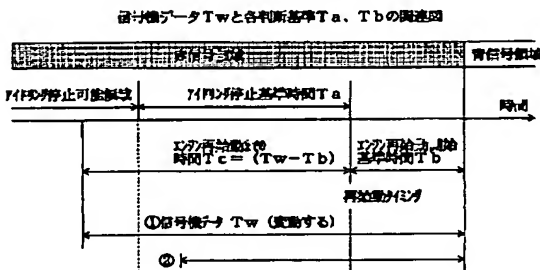 信号機データTwと各判断基準Ta、Tbの関連図
赤信号領域 青信号領域
アイドリング停止可能領域 アイドリング停止基準時間Ta
時間
エンジン再始動までの
時間Tc=(Tw-Tb)
エンジン再始動開始
基準時間Tb
再始動タイミング
①信号機データ Tw (変動する)
②